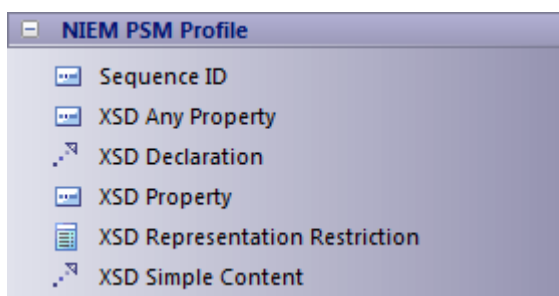 NIEM PSM Profile
Sequence ID
XSD Any Property
XSD Declaration
XSD Property
XSD Representation Restriction
XSD Simple Content